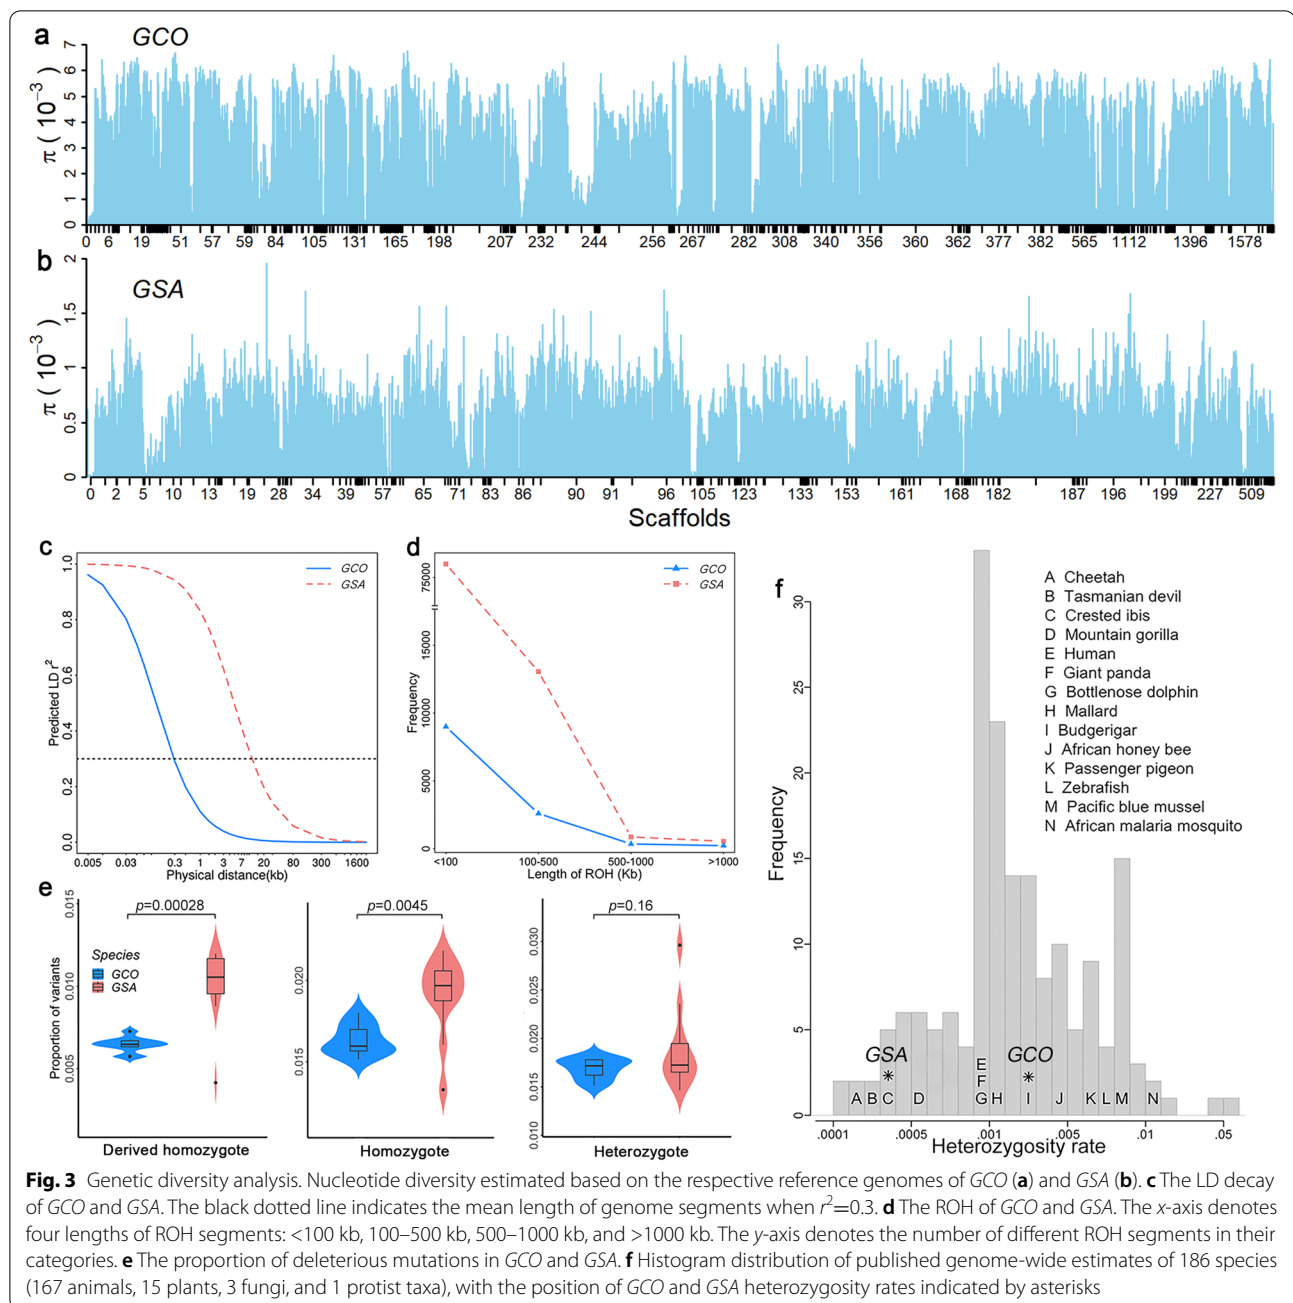 a
GCO
π ( 10⁻³ )
7
6
5
4
3
2
1
0
0 6 19 51 57 59 84 105 131 165 198 207 232 244 256 267 282 308 340 356 360 362 377 382 565 1112 1396 1578
b
GSA
π ( 10⁻³ )
2
1.5
1
0.5
0
0 2 5 10 13 19 28 34 39 57 65 71 83 86 90 91 96 105 123 133 153 161 168 182 187 196 199 227 509
Scaffolds
c
GCO
GSA
Predicted LD r²
1.0
0.8
0.6
0.4
0.2
0.0
0.005 0.03 0.3 1 3 7 20 80 300 1600
Physical distance(kb)
d
GCO
GSA
Frequency
75000
15000
10000
5000
0
<100 100-500 500-1000 >1000
Length of ROH (Kb)
e
Proportion of variants
0.015
0.010
0.005
p=0.00028
Species
GCO
GSA
Derived homozygote
0.020
0.015
p=0.0045
Homozygote
0.030
0.025
0.020
0.015
0.010
p=0.16
Heterozygote
f
A Cheetah
B Tasmanian devil
C Crested ibis
D Mountain gorilla
E Human
F Giant panda
G Bottlenose dolphin
H Mallard
I Budgerigar
J African honey bee
K Passenger pigeon
L Zebrafish
M Pacific blue mussel
N African malaria mosquito
Frequency
30
25
20
15
10
5
0
GSA
*
GCO
*
E
F
A B C D G H I J K L M N
.0001 .0005 .001 .005 .01 .05
Heterozygosity rate
Fig. 3 Genetic diversity analysis. Nucleotide diversity estimated based on the respective reference genomes of GCO (a) and GSA (b). c The LD decay
of GCO and GSA. The black dotted line indicates the mean length of genome segments when r²=0.3. d The ROH of GCO and GSA. The x-axis denotes
four lengths of ROH segments: <100 kb, 100–500 kb, 500–1000 kb, and >1000 kb. The y-axis denotes the number of different ROH segments in their
categories. e The proportion of deleterious mutations in GCO and GSA. f Histogram distribution of published genome-wide estimates of 186 species
(167 animals, 15 plants, 3 fungi, and 1 protist taxa), with the position of GCO and GSA heterozygosity rates indicated by asterisks